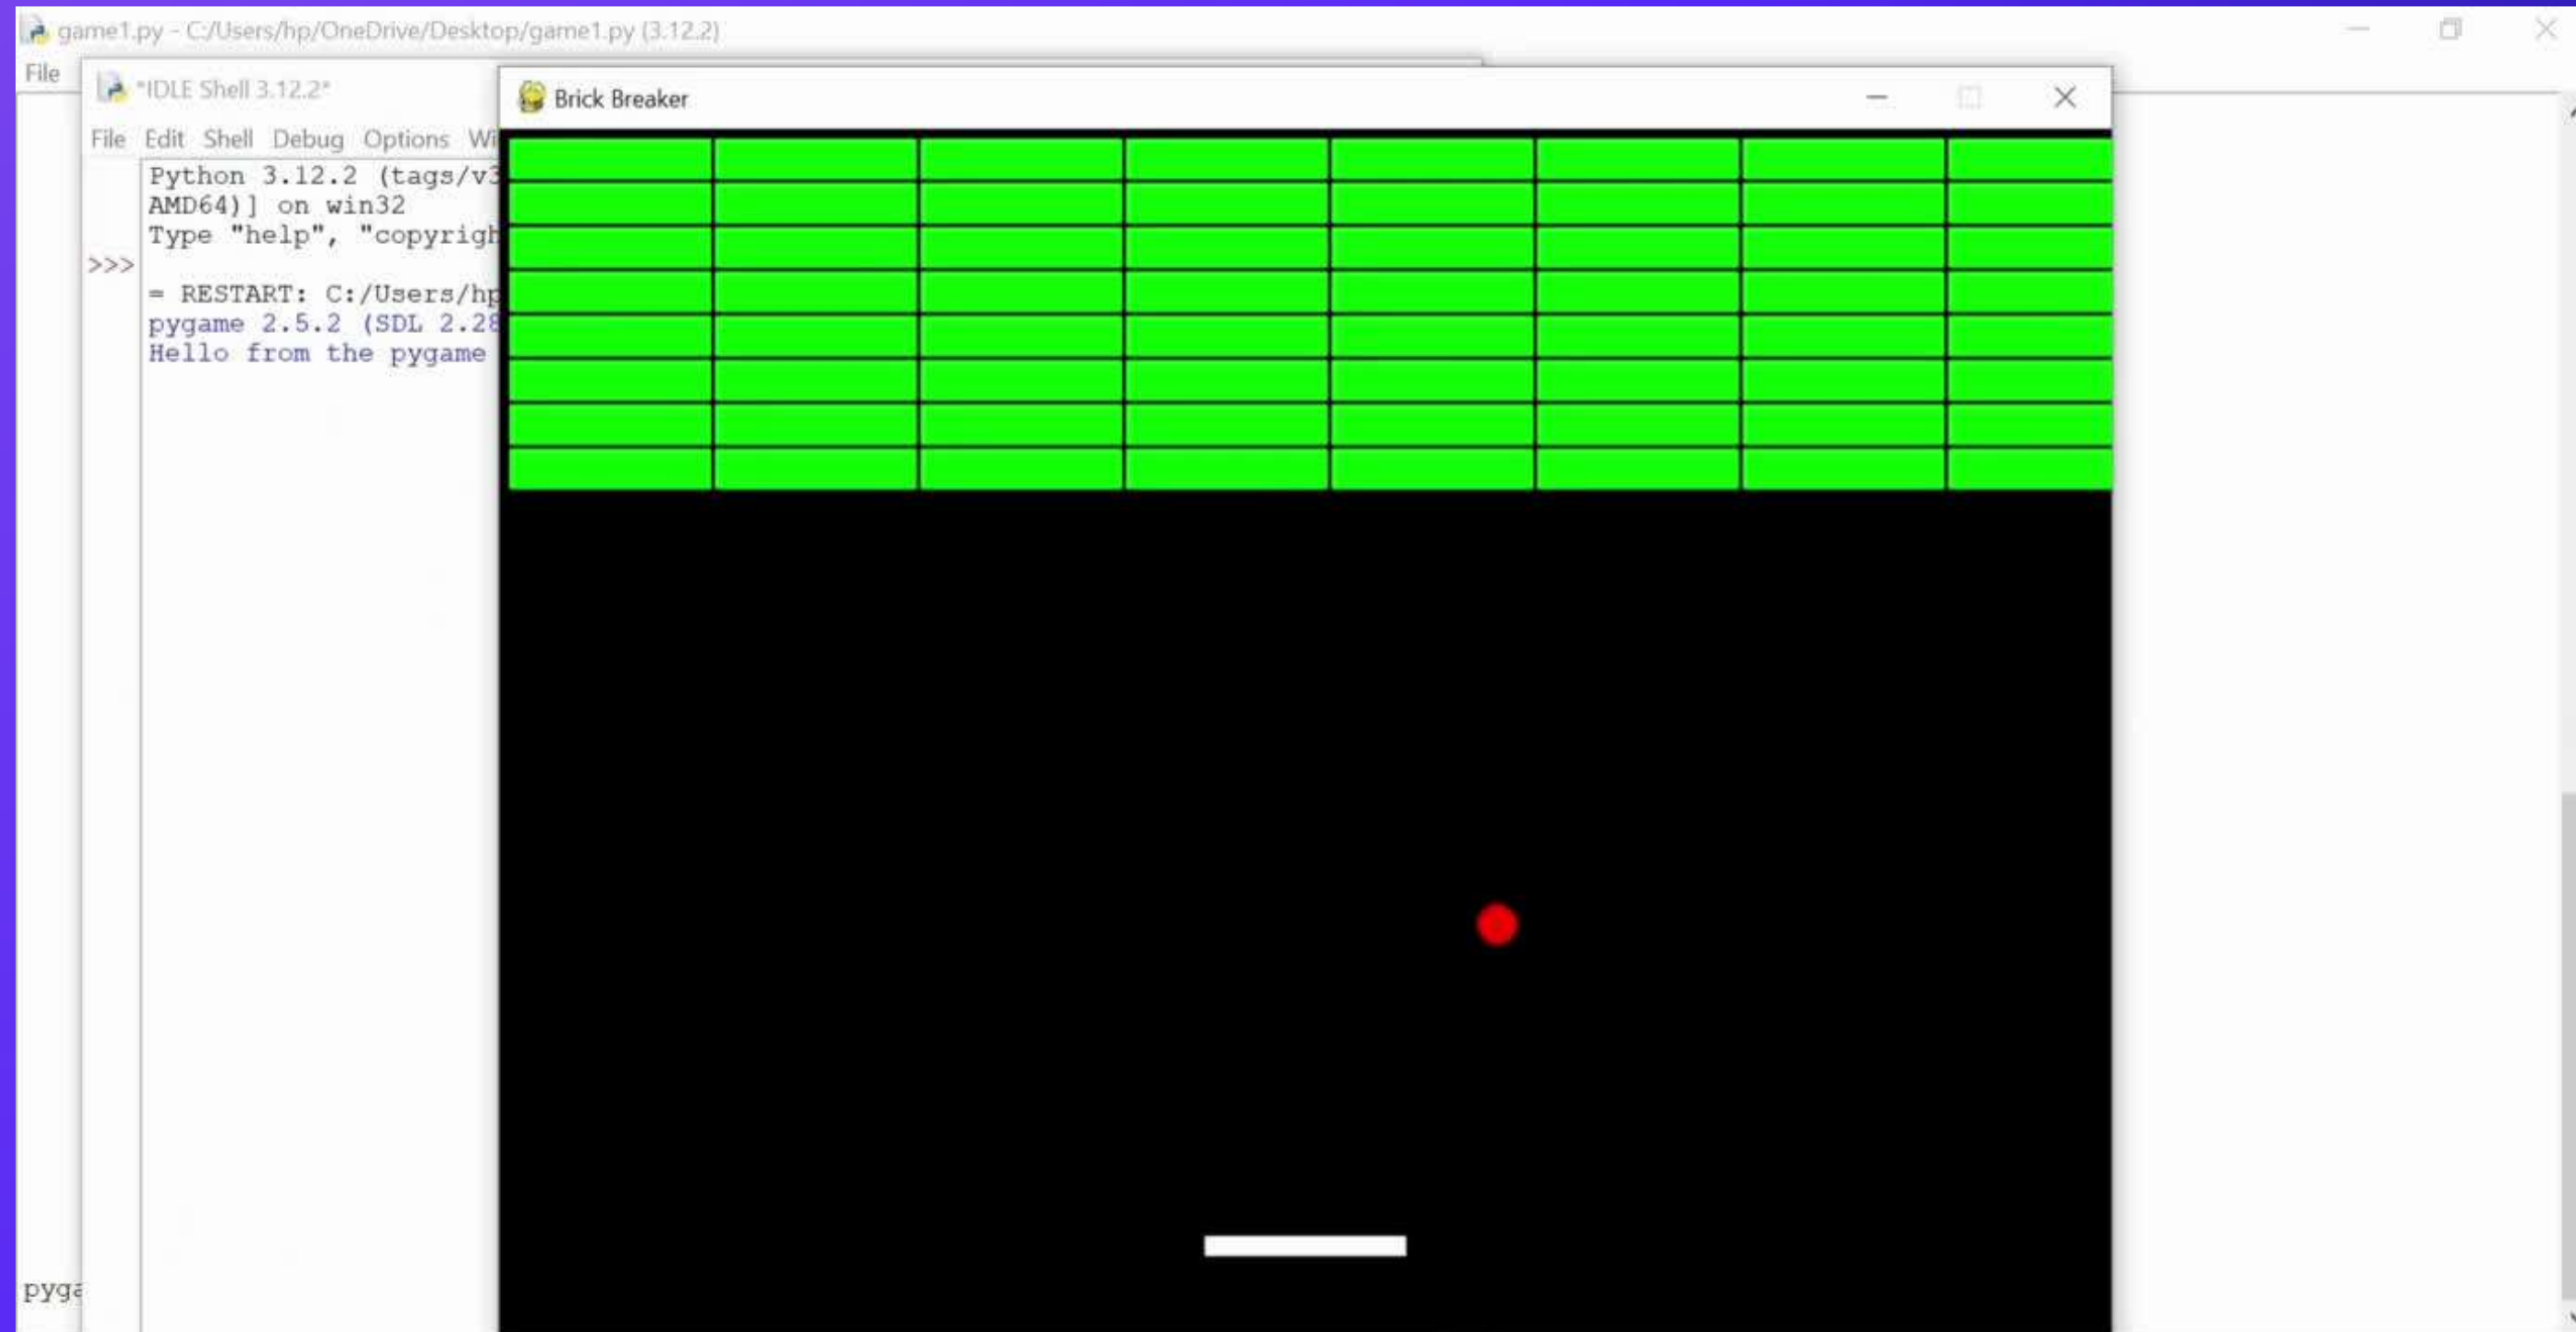 game1.py - C:/Users/hp/OneDrive/Desktop/game1.py (3.12.2)
File
*IDLE Shell 3.12.2*
File Edit Shell Debug Options Wi
Python 3.12.2 (tags/v3
AMD64)] on win32
Type "help", "copyrigh
>>>
= RESTART: C:/Users/hp
pygame 2.5.2 (SDL 2.28
Hello from the pygame
Brick Breaker
pyga